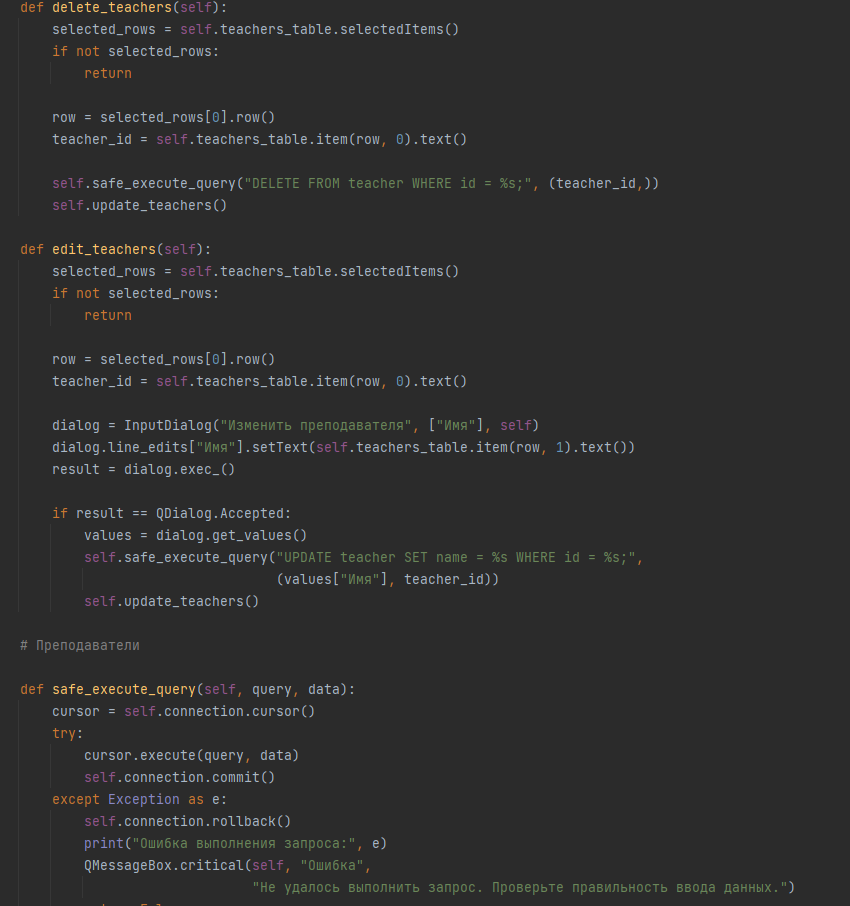 def delete_teachers(self):
    selected_rows = self.teachers_table.selectedItems()
    if not selected_rows:
        return

    row = selected_rows[0].row()
    teacher_id = self.teachers_table.item(row, 0).text()

    self.safe_execute_query("DELETE FROM teacher WHERE id = %s;", (teacher_id,))
    self.update_teachers()

def edit_teachers(self):
    selected_rows = self.teachers_table.selectedItems()
    if not selected_rows:
        return

    row = selected_rows[0].row()
    teacher_id = self.teachers_table.item(row, 0).text()

    dialog = InputDialog("Изменить преподавателя", ["Имя"], self)
    dialog.line_edits["Имя"].setText(self.teachers_table.item(row, 1).text())
    result = dialog.exec_()

    if result == QDialog.Accepted:
        values = dialog.get_values()
        self.safe_execute_query("UPDATE teacher SET name = %s WHERE id = %s;",
                                (values["Имя"], teacher_id))
        self.update_teachers()

# Преподаватели

def safe_execute_query(self, query, data):
    cursor = self.connection.cursor()
    try:
        cursor.execute(query, data)
        self.connection.commit()
    except Exception as e:
        self.connection.rollback()
        print("Ошибка выполнения запроса:", e)
        QMessageBox.critical(self, "Ошибка",
                             "Не удалось выполнить запрос. Проверьте правильность ввода данных.")